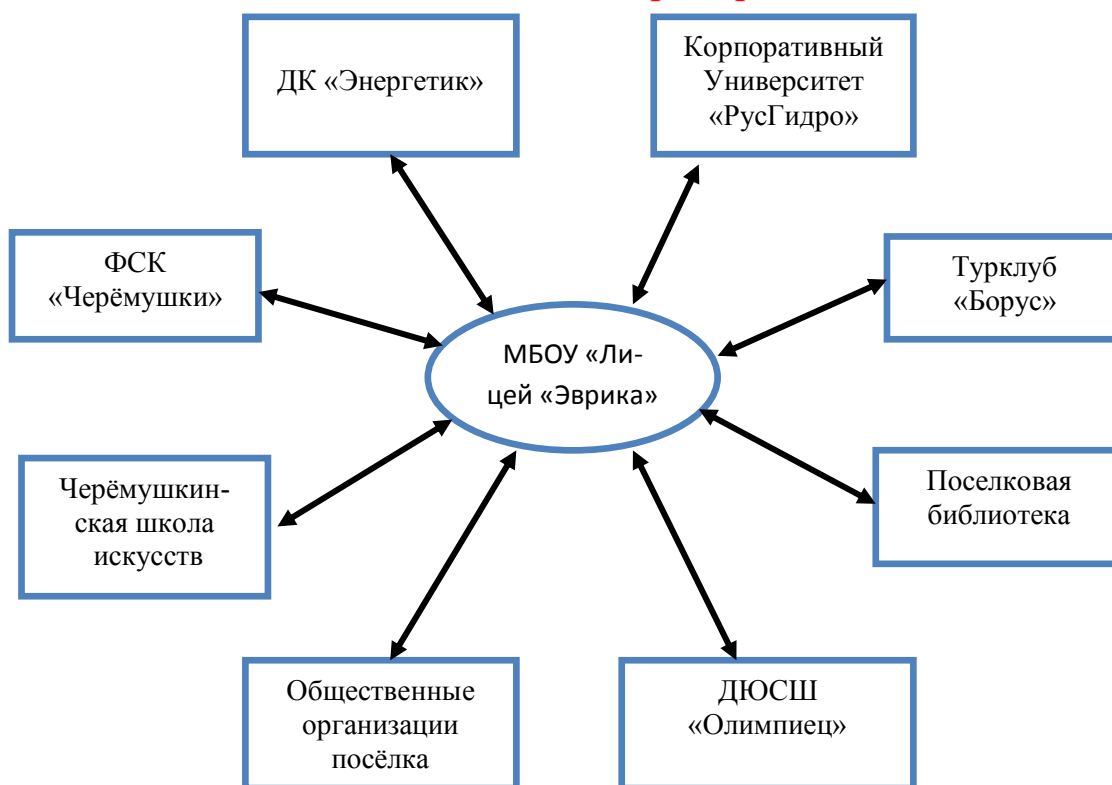 ДК «Энергетик»
Корпоративный
Университет
«РусГидро»
ФСК
«Черёмушки»
Турклуб
«Борус»
МБОУ «Ли-
цей «Эврика»
Черёмушкин-
ская школа
искусств
Поселковая
библиотека
Общественные
организации
посёлка
ДЮСШ
«Олимпиец»